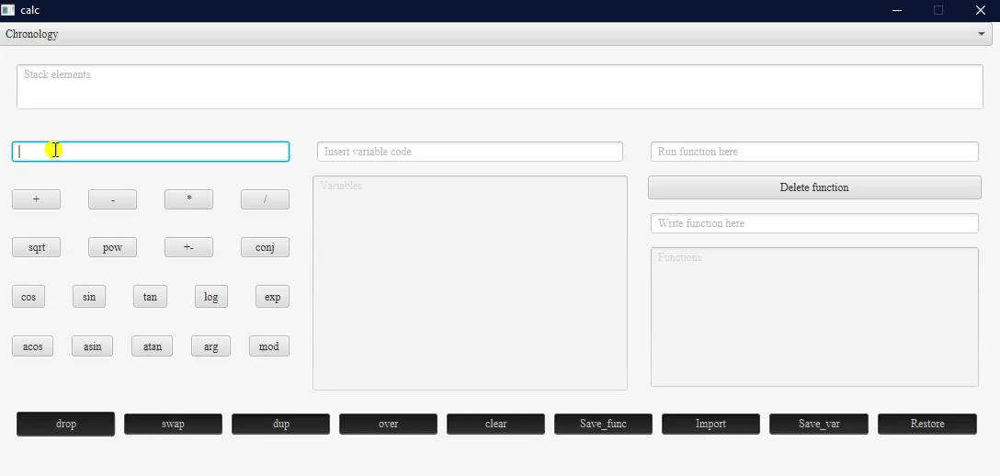 calc
Chronology
Stack elements
Insert variable code
Run function here
Variables
Delete function
+ - * /
Write function here
sqrt pow +- conj
Functions
cos sin tan log exp
acos asin atan arg mod
drop swap dup over clear Save_func Import Save_var Restore